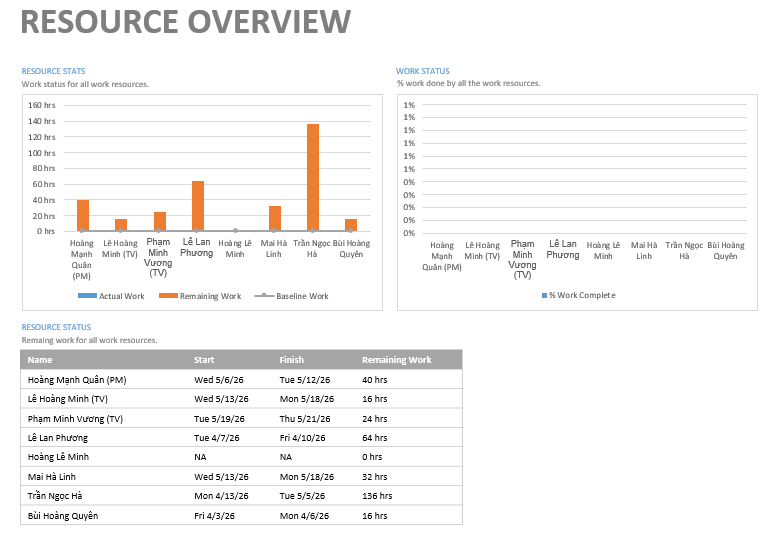 RESOURCE OVERVIEW
RESOURCE STATS
Work status for all work resources.
160 hrs
140 hrs
120 hrs
100 hrs
80 hrs
60 hrs
40 hrs
20 hrs
0 hrs
Hoàng Mạnh Quân (PM)
Lê Hoàng Minh (TV)
Phạm Minh Vương (TV)
Lê Lan Phương
Hoàng Lê Minh
Mai Hà Linh
Trần Ngọc Hà
Bùi Hoàng Quyên
Actual Work
Remaining Work
Baseline Work
WORK STATUS
% work done by all the work resources.
1%
1%
1%
1%
1%
1%
0%
0%
0%
0%
0%
Hoàng Mạnh Quân (PM)
Lê Hoàng Minh (TV)
Phạm Minh Vương (TV)
Lê Lan Phương
Hoàng Lê Minh
Mai Hà Linh
Trần Ngọc Hà
Bùi Hoàng Quyên
% Work Complete
RESOURCE STATUS
Remaing work for all work resources.
Name Start Finish Remaining Work
Hoàng Mạnh Quân (PM) Wed 5/6/26 Tue 5/12/26 40 hrs
Lê Hoàng Minh (TV) Wed 5/13/26 Mon 5/18/26 16 hrs
Phạm Minh Vương (TV) Tue 5/19/26 Thu 5/21/26 24 hrs
Lê Lan Phương Tue 4/7/26 Fri 4/10/26 64 hrs
Hoàng Lê Minh NA NA 0 hrs
Mai Hà Linh Wed 5/13/26 Mon 5/18/26 32 hrs
Trần Ngọc Hà Mon 4/13/26 Tue 5/5/26 136 hrs
Bùi Hoàng Quyên Fri 4/3/26 Mon 4/6/26 16 hrs